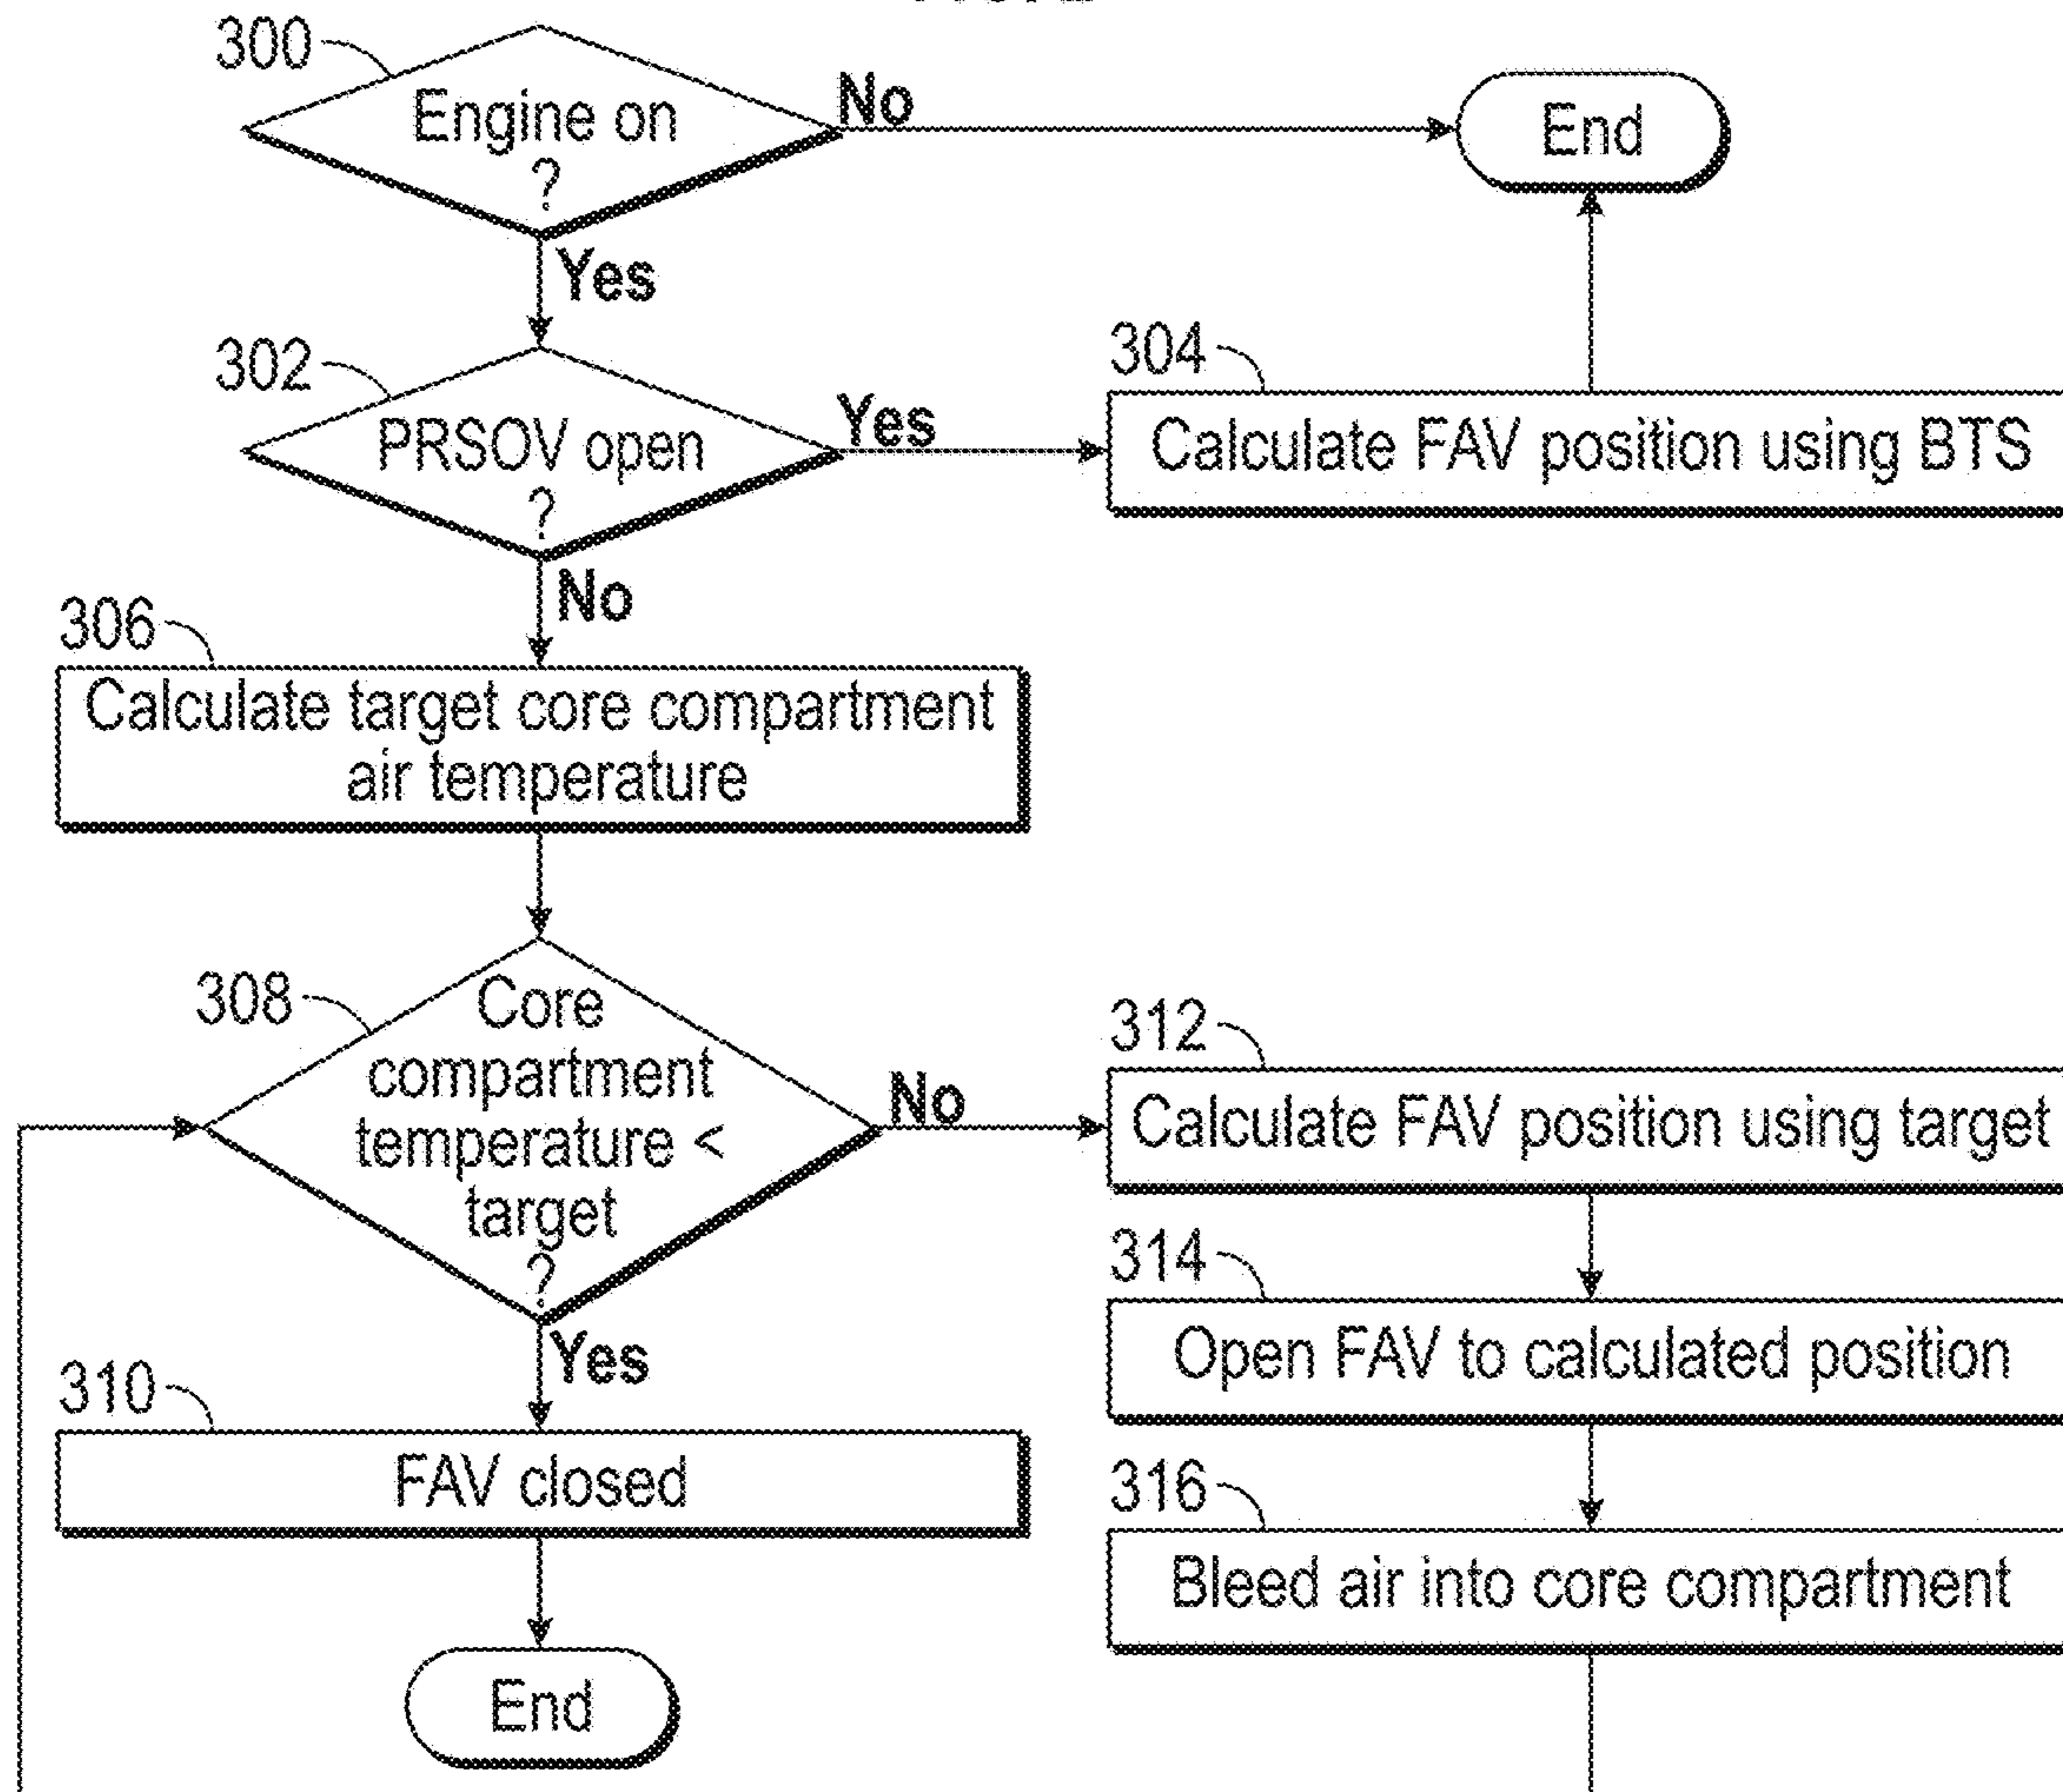 300
Engine on
?
No
End
Yes
302
PRSOV open
?
Yes
304
Calculate FAV position using BTS
No
306
Calculate target core compartment
air temperature
308
Core
compartment
temperature <
target
?
No
312
Calculate FAV position using target
314
Open FAV to calculated position
Yes
310
FAV closed
316
Bleed air into core compartment
End